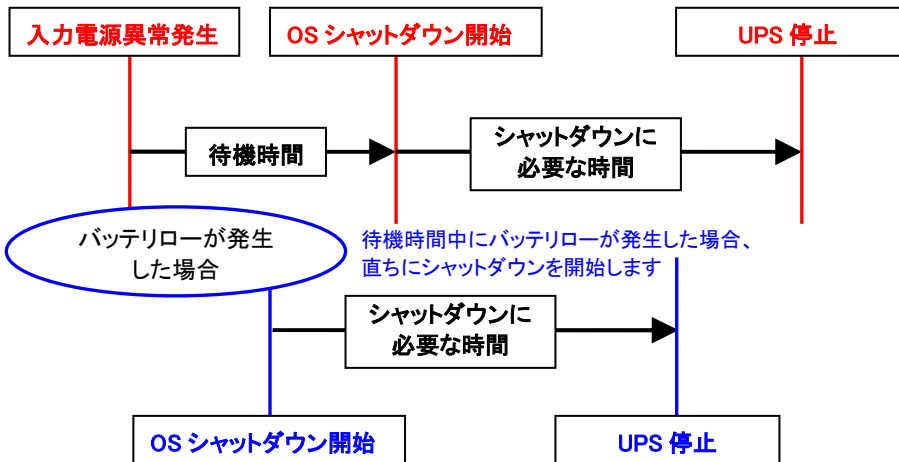 入力電源異常発生
OS シャットダウン開始
UPS 停止
待機時間
シャットダウンに
必要な時間
バッテリローが発生
した場合
待機時間中にバッテリローが発生した場合、
直ちにシャットダウンを開始します
シャットダウンに
必要な時間
OS シャットダウン開始
UPS 停止